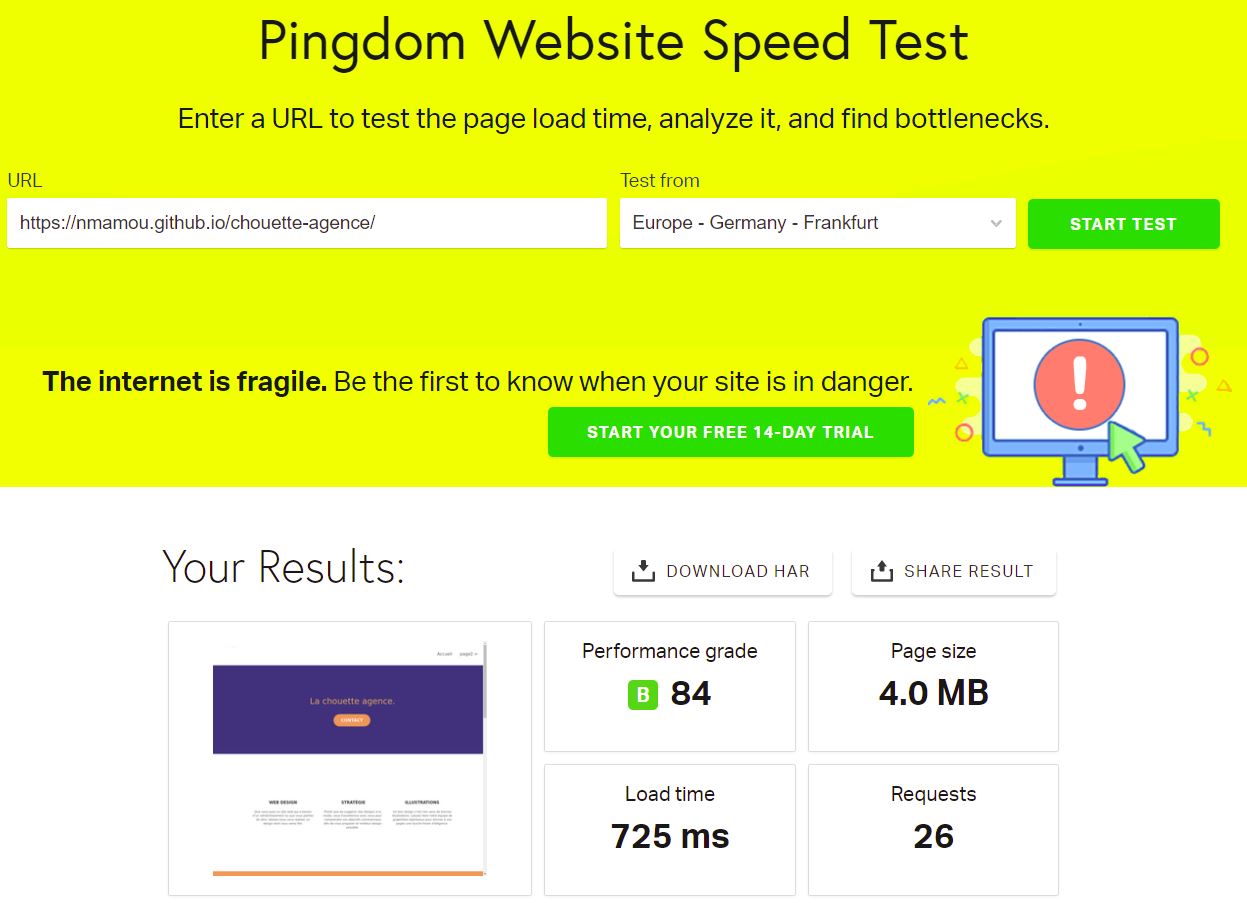 Pingdom Website Speed Test
Enter a URL to test the page load time, analyze it, and find bottlenecks.
URL
Test from
https://nmamou.github.io/chouette-agence/
Europe - Germany - Frankfurt
START TEST
The internet is fragile. Be the first to know when your site is in danger.
START YOUR FREE 14-DAY TRIAL
Your Results:
DOWNLOAD HAR
SHARE RESULT
Accueil page2
La chouette agence.
CONTACT
WEB DESIGN
STRATÉGIE
ILLUSTRATIONS
Performance grade
B 84
Page size
4.0 MB
Load time
725 ms
Requests
26